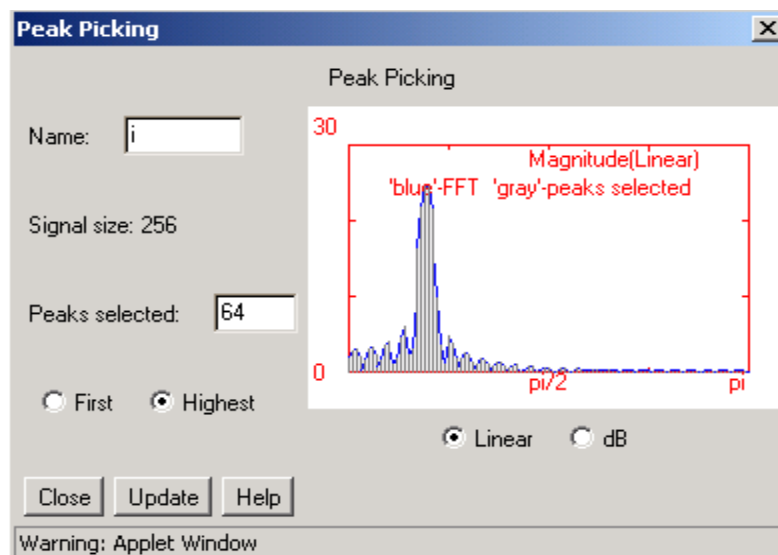 Peak Picking
Peak Picking
Name: i
30
Magnitude(Linear)
'blue'-FFT 'gray'-peaks selected
Signal size: 256
Peaks selected: 64
0
pi/2 pi
First Highest
Linear dB
Close Update Help
Warning: Applet Window